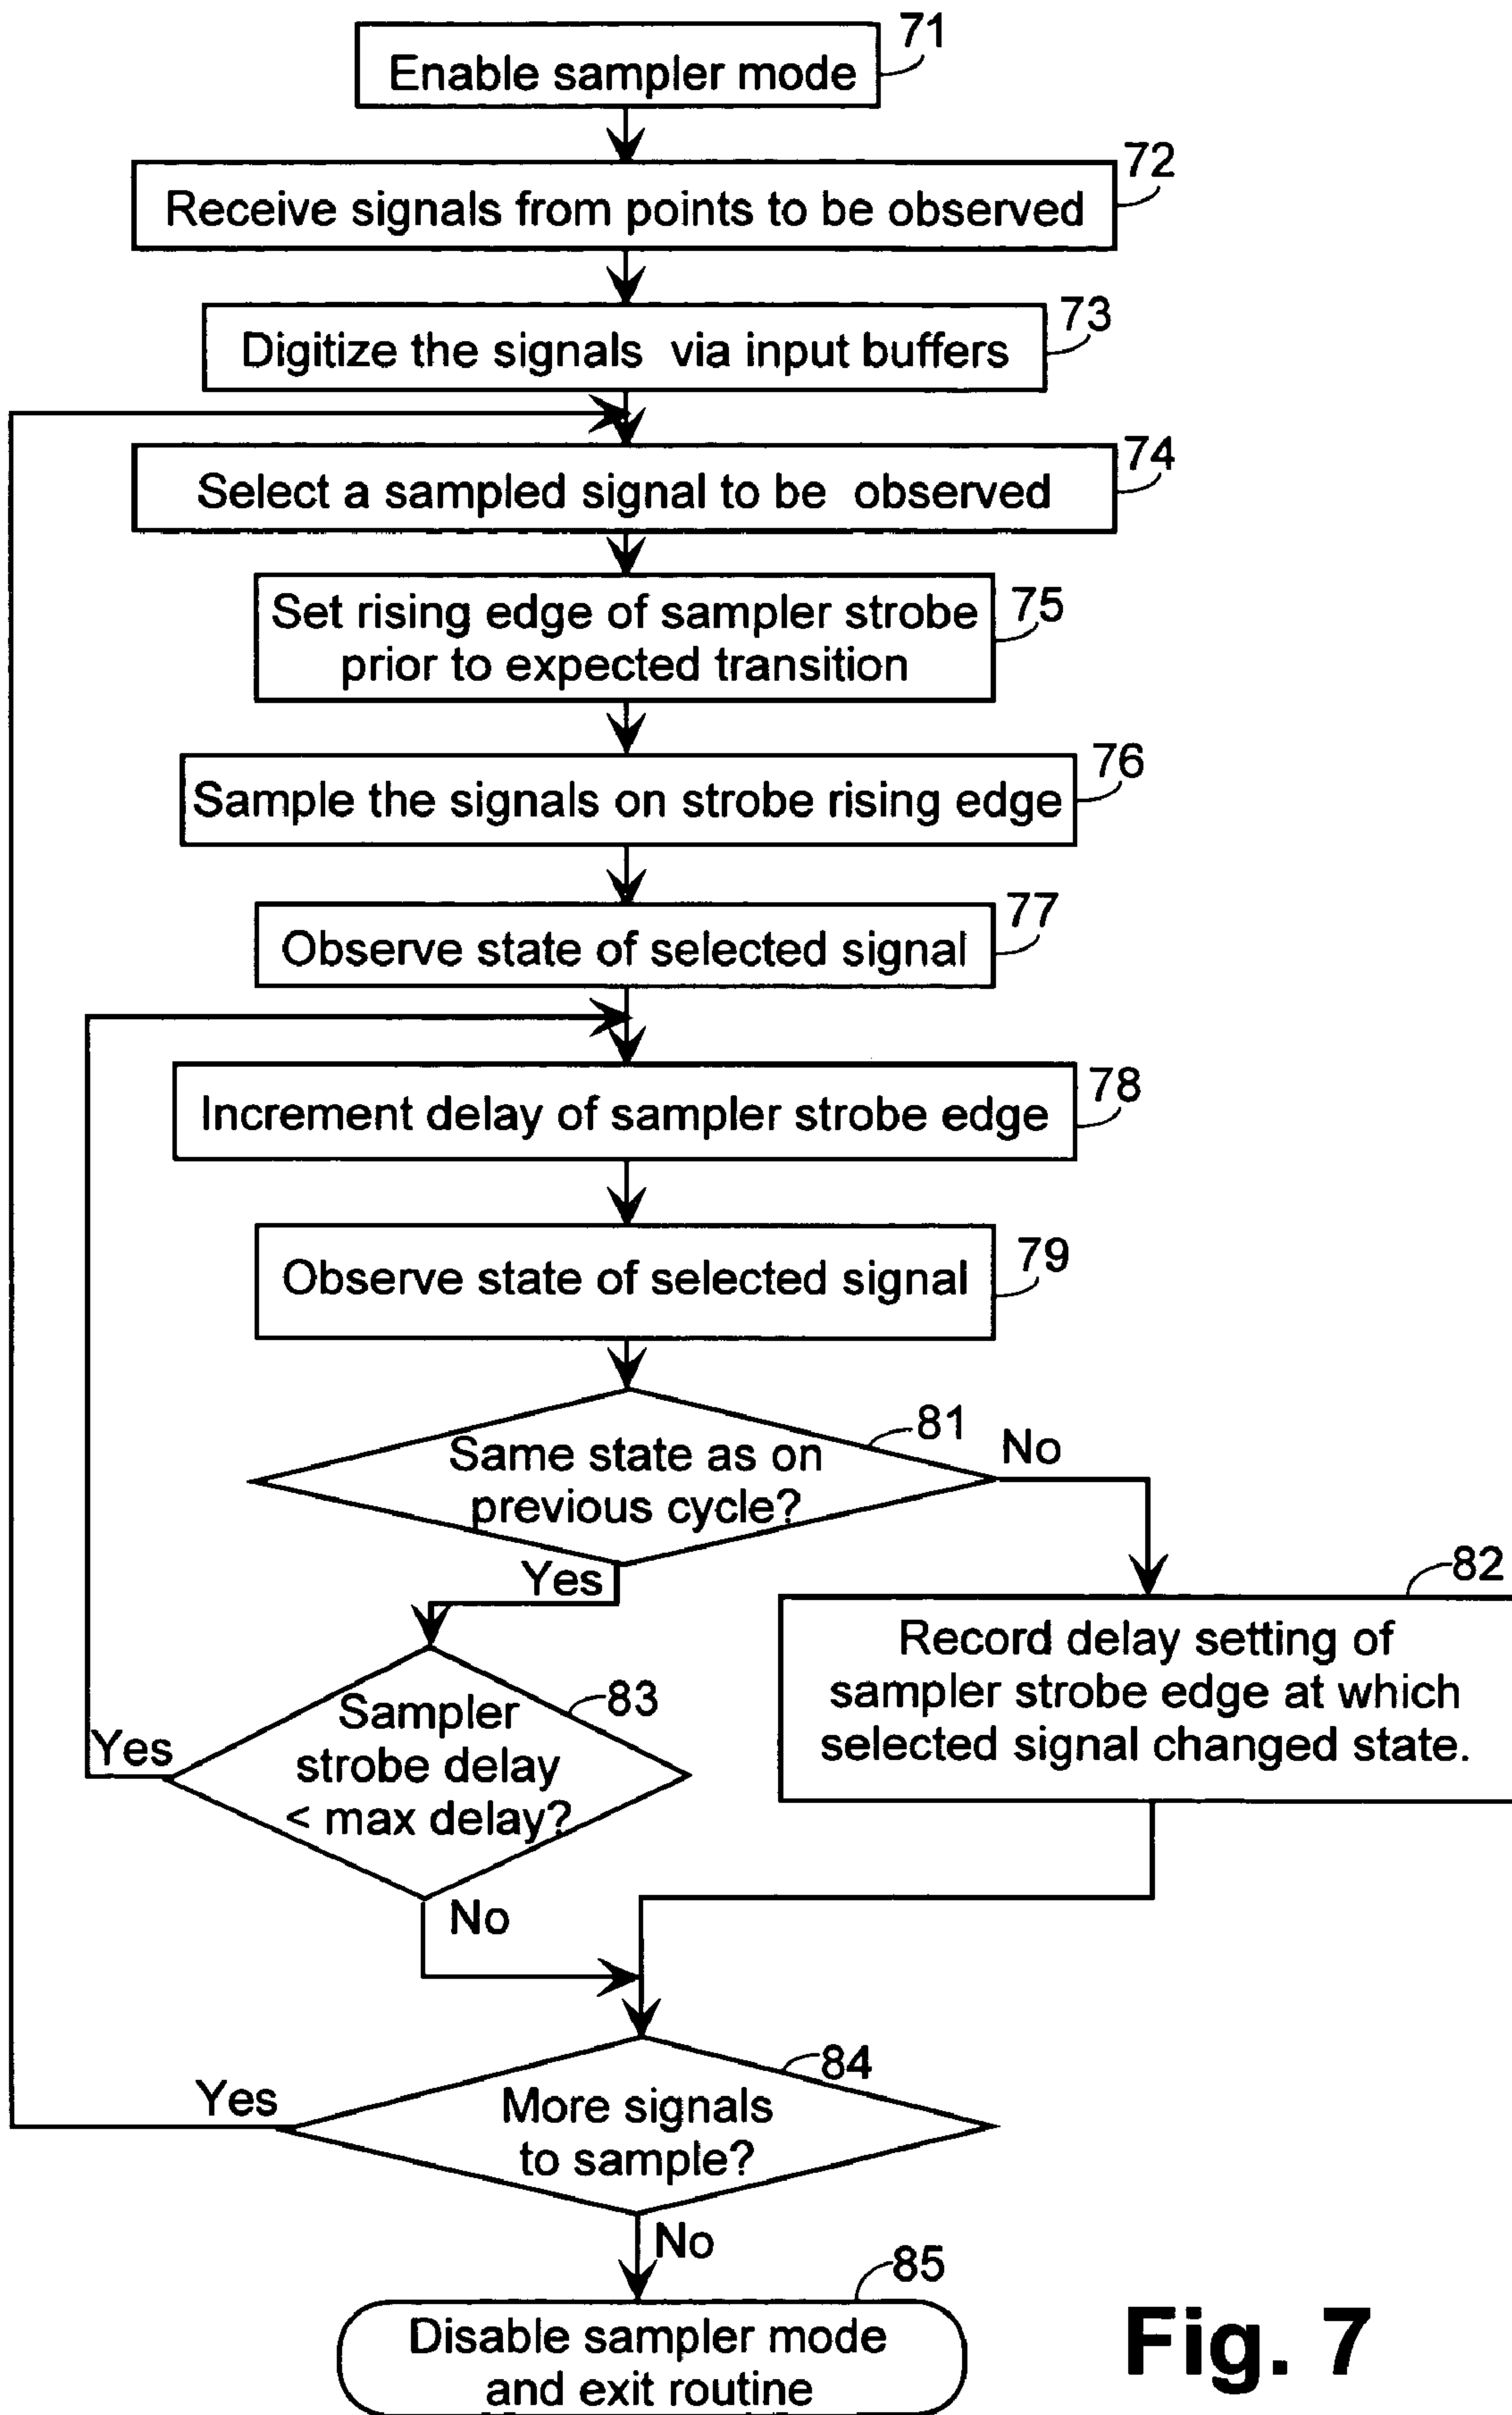 71
Enable sampler mode
72
Receive signals from points to be observed
73
Digitize the signals via input buffers
74
Select a sampled signal to be observed
75
Set rising edge of sampler strobe
prior to expected transition
76
Sample the signals on strobe rising edge
77
Observe state of selected signal
78
Increment delay of sampler strobe edge
79
Observe state of selected signal
81
Same state as on
previous cycle?
No
Yes
82
Record delay setting of
sampler strobe edge at which
selected signal changed state.
83
Sampler
strobe delay
< max delay?
Yes
No
84
More signals
to sample?
Yes
No
85
Disable sampler mode
and exit routine
Fig. 7